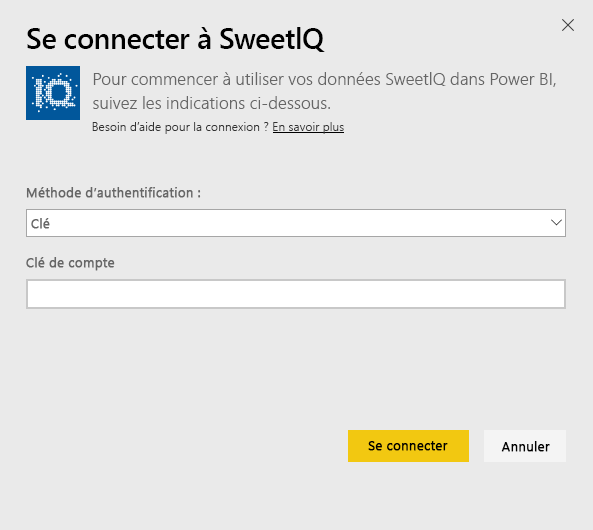 Se connecter à SweetIQ
IQ
Pour commencer à utiliser vos données SweetIQ dans Power BI,
suivez les indications ci-dessous.
Besoin d'aide pour la connexion ? En savoir plus
Méthode d'authentification :
Clé
Clé de compte
Se connecter
Annuler